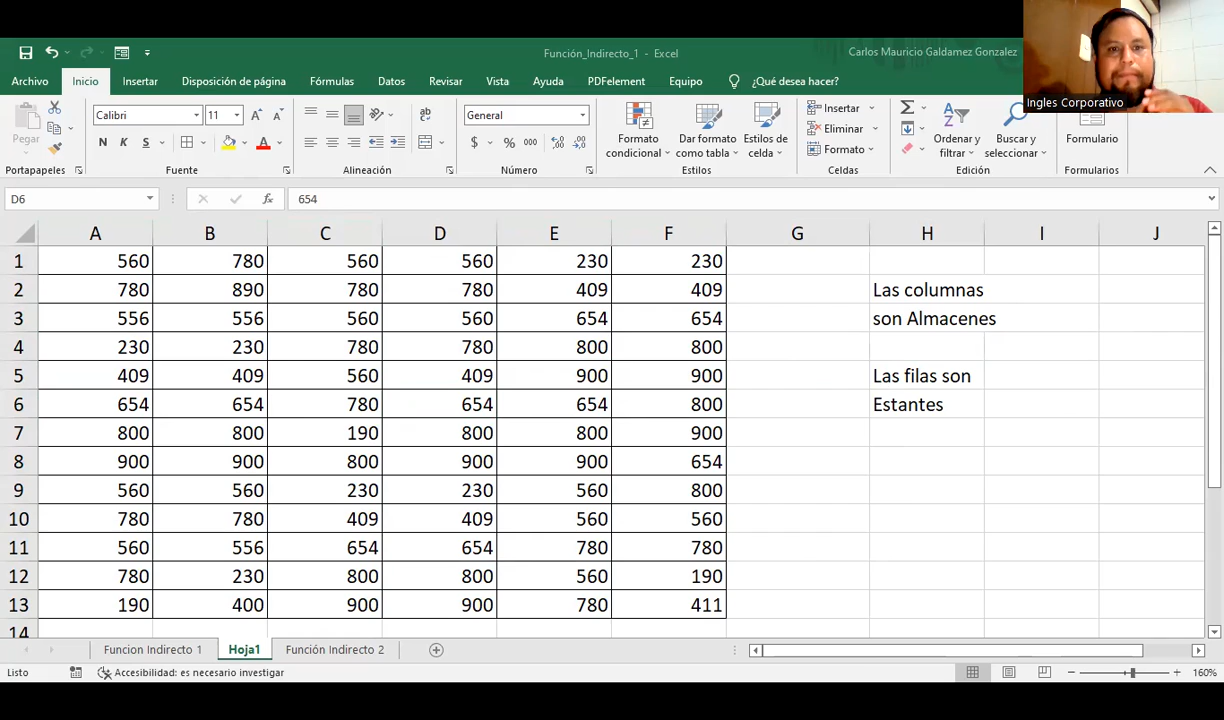 Función_Indirecto_1 - Excel
Carlos Mauricio Galdamez Gonzalez
Ingles Corporativo
Archivo Inicio Insertar Disposición de página Fórmulas Datos Revisar Vista Ayuda PDFelement Equipo ¿Qué desea hacer?
Pegar
Calibri 11
N K S
General
$ % 000
Formato condicional
Dar formato como tabla
Estilos de celda
Insertar
Eliminar
Formato
Ordenar y filtrar
Buscar y seleccionar
Formulario
Portapapeles Fuente Alineación Número Estilos Celdas Edición Formularios
D6 fx 654
A B C D E F G H I J
1 560 780 560 560 230 230
2 780 890 780 780 409 409 Las columnas
3 556 556 560 560 654 654 son Almacenes
4 230 230 780 780 800 800
5 409 409 560 409 900 900 Las filas son
6 654 654 780 654 654 800 Estantes
7 800 800 190 800 800 900
8 900 900 800 900 900 654
9 560 560 230 230 560 800
10 780 780 409 409 560 560
11 560 556 654 654 780 780
12 780 230 800 800 560 190
13 190 400 900 900 780 411
14
Funcion Indirecto 1 Hoja1 Función Indirecto 2
Listo Accesibilidad: es necesario investigar 160%